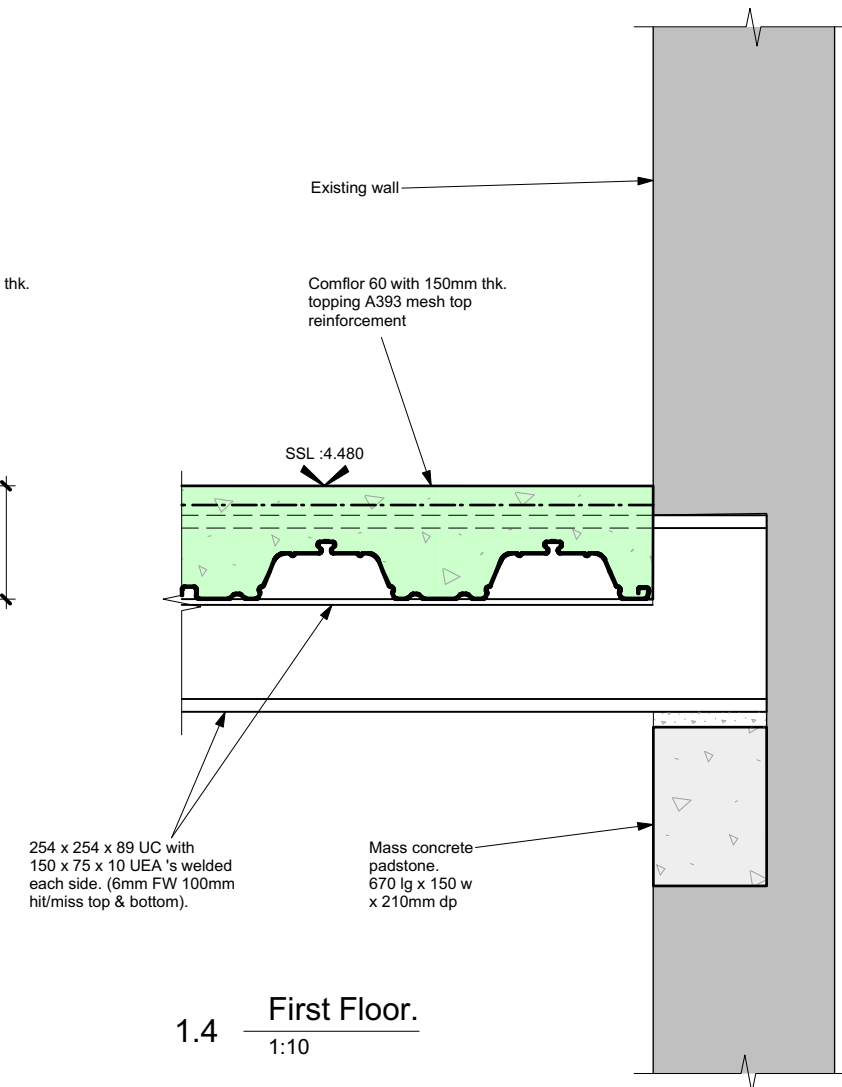 Existing wall
thk.
Comflor 60 with 150mm thk.
topping A393 mesh top
reinforcement
SSL :4.480
254 x 254 x 89 UC with
150 x 75 x 10 UEA 's welded
each side. (6mm FW 100mm
hit/miss top & bottom).
Mass concrete
padstone.
670 lg x 150 w
x 210mm dp
1.4 First Floor.
1:10